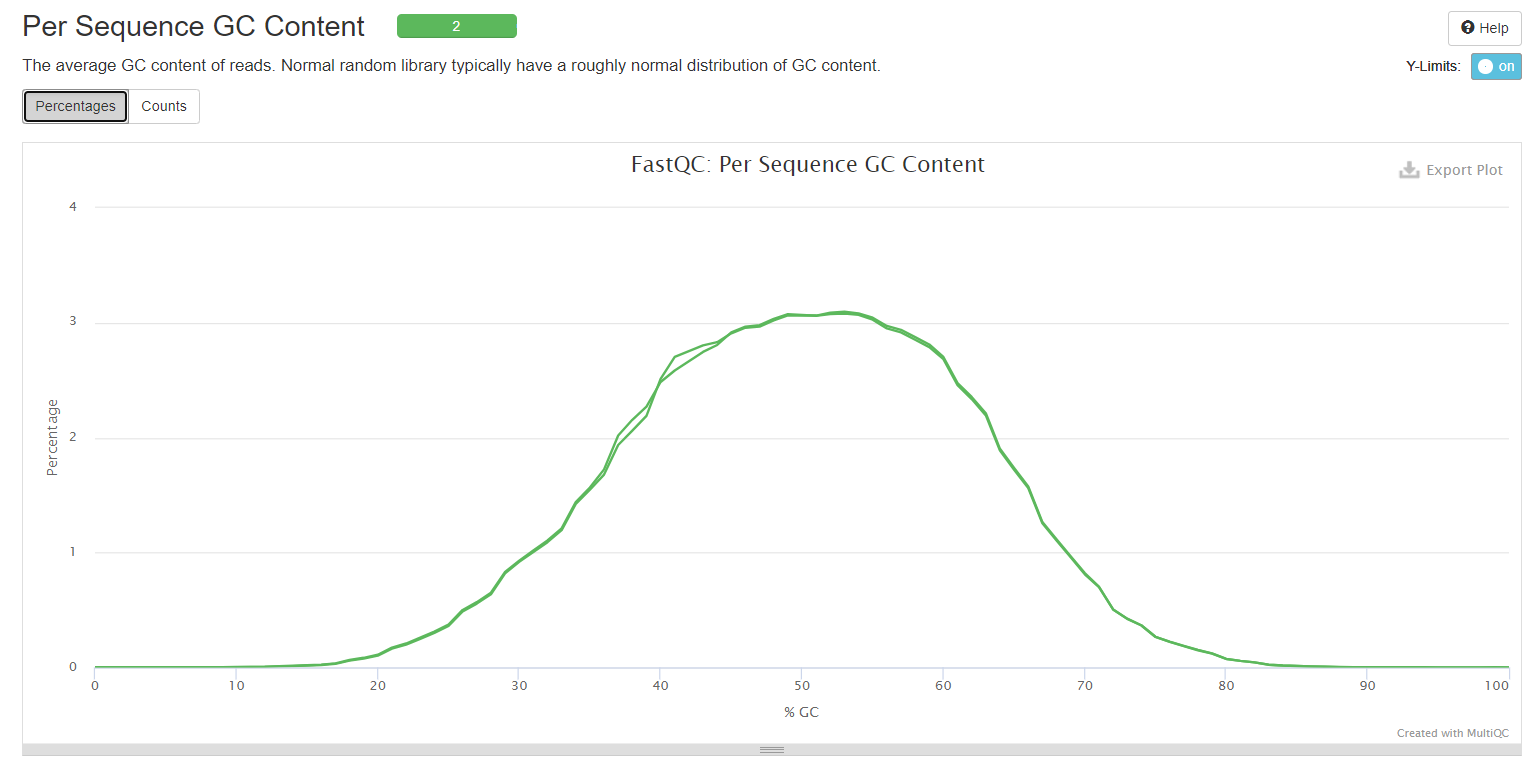 Per Sequence GC Content 2 Help
The average GC content of reads. Normal random library typically have a roughly normal distribution of GC content. Y-Limits: on
Percentages Counts
FastQC: Per Sequence GC Content
Export Plot
4
3
2
1
0
Percentage
0 10 20 30 40 50 60 70 80 90 100
% GC
Created with MultiQC